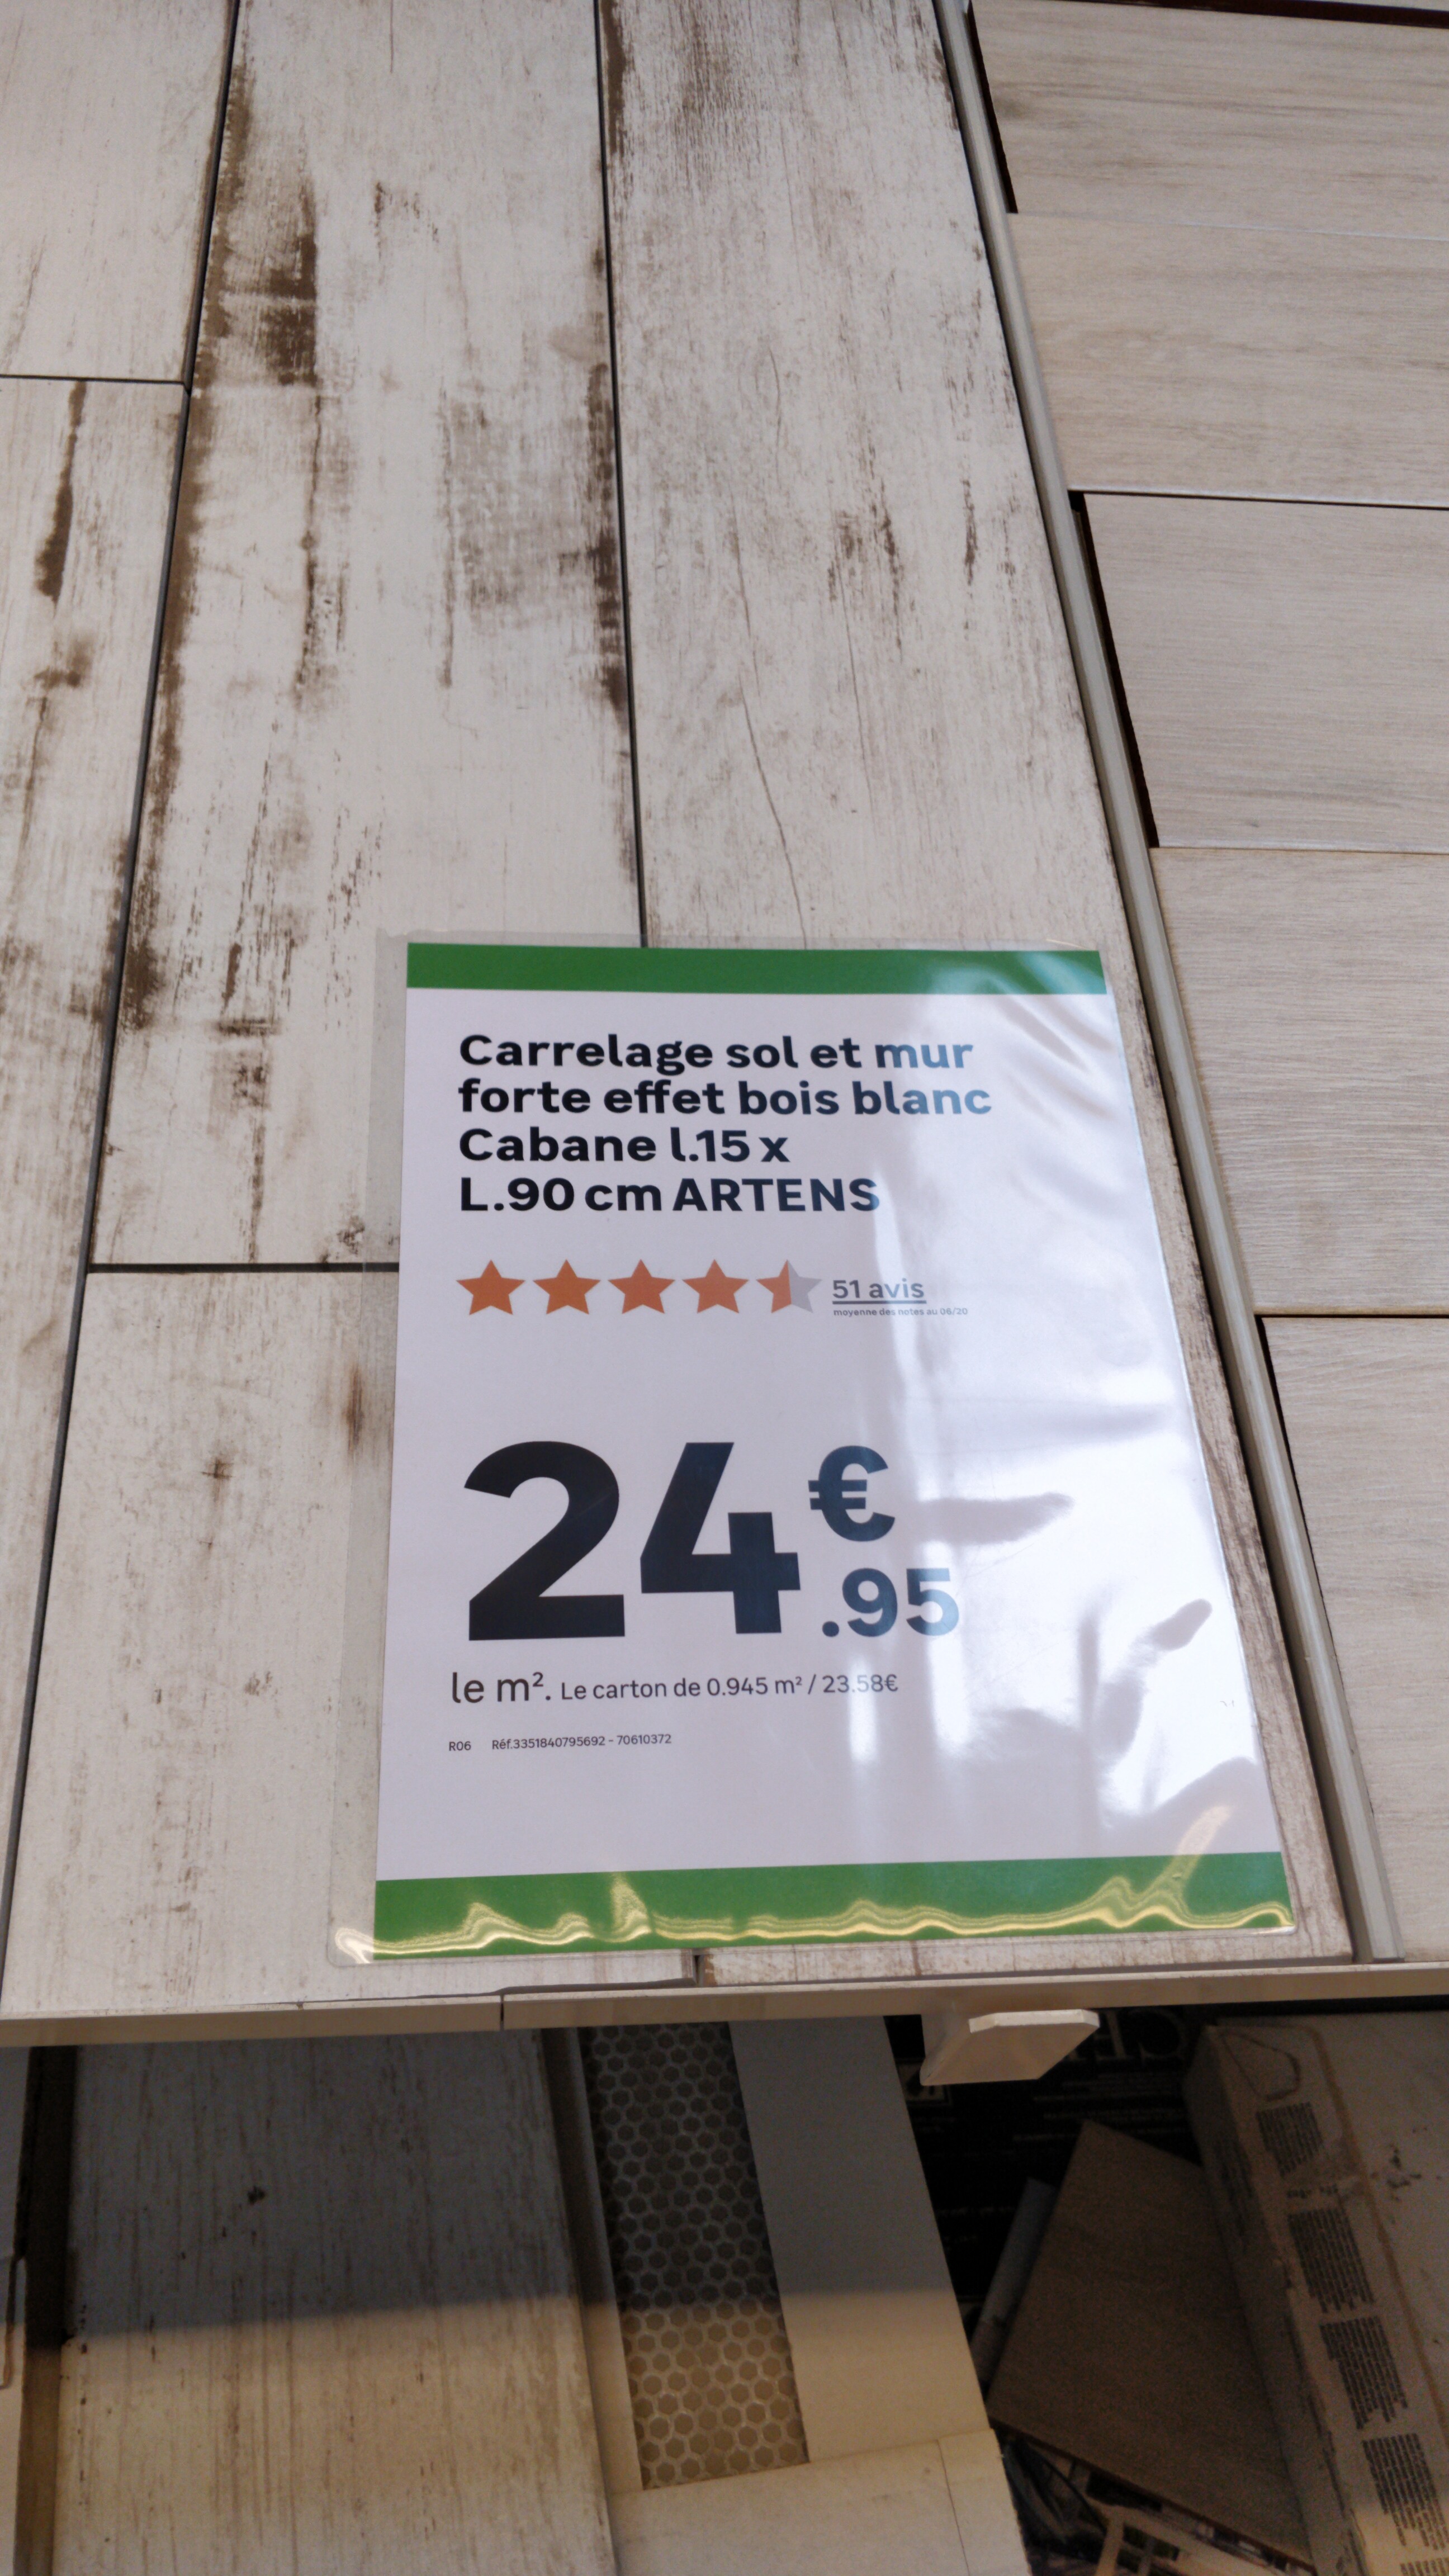 Carrelage sol et mur
forte effet bois blanc
Cabane l.15 x
L.90 cm ARTENS
51 avis
moyenne des notes au 06/20
24€.95
le m². Le carton de 0.945 m² / 23.58€
R06 Réf.3351840795692 - 70610372